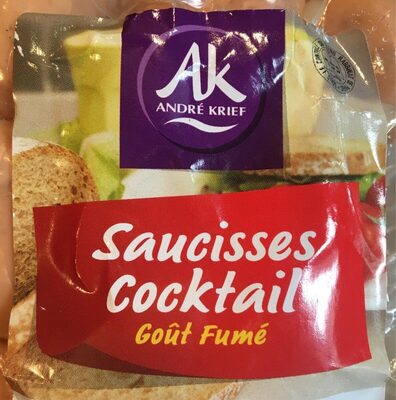 AK
ANDRÉ KRIEF
Saucisses
Cocktail
Goût Fumé